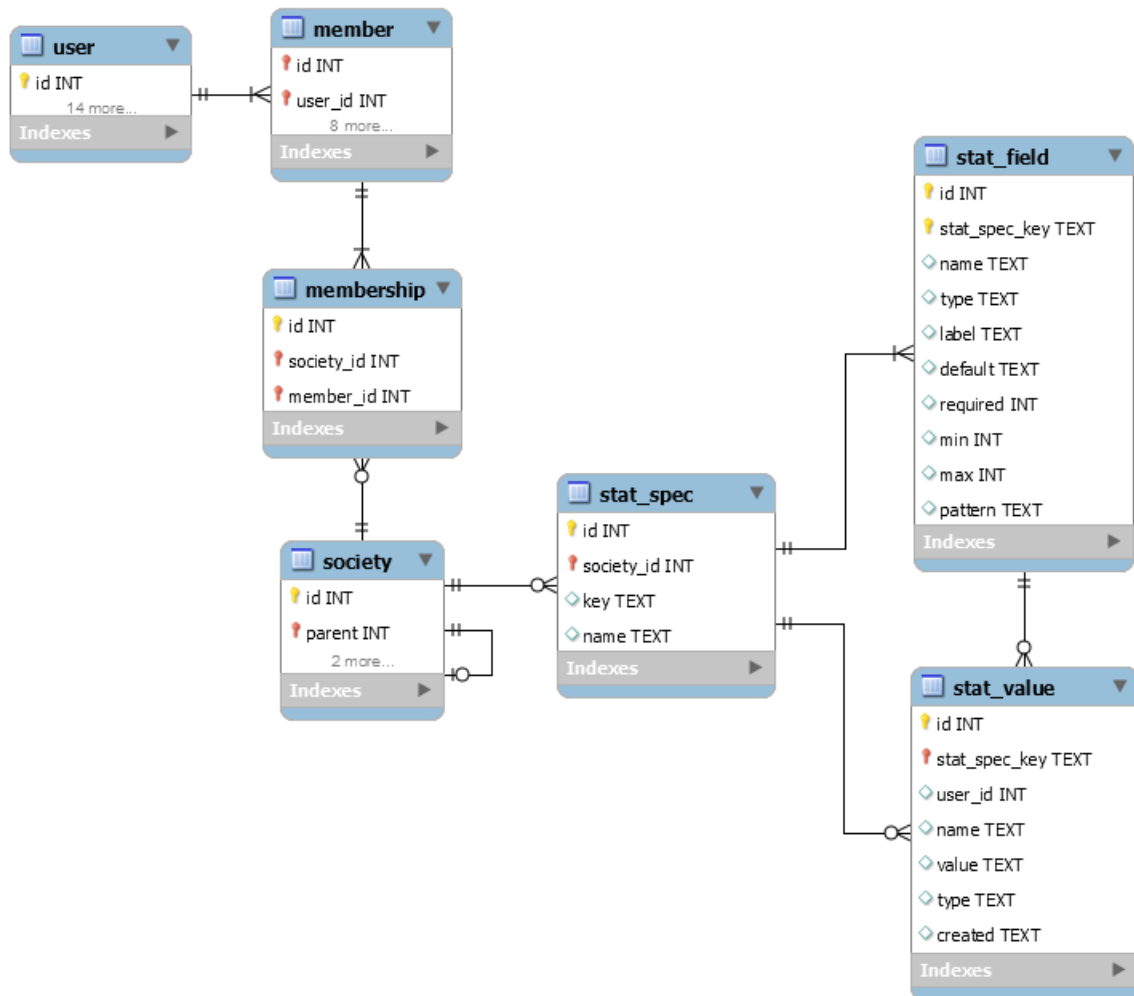 user
id INT
14 more...
Indexes
member
id INT
user_id INT
8 more...
Indexes
membership
id INT
society_id INT
member_id INT
Indexes
society
id INT
parent INT
2 more...
Indexes
stat_spec
id INT
society_id INT
key TEXT
name TEXT
Indexes
stat_field
id INT
stat_spec_key TEXT
name TEXT
type TEXT
label TEXT
default TEXT
required INT
min INT
max INT
pattern TEXT
Indexes
stat_value
id INT
stat_spec_key TEXT
user_id INT
name TEXT
value TEXT
type TEXT
created TEXT
Indexes